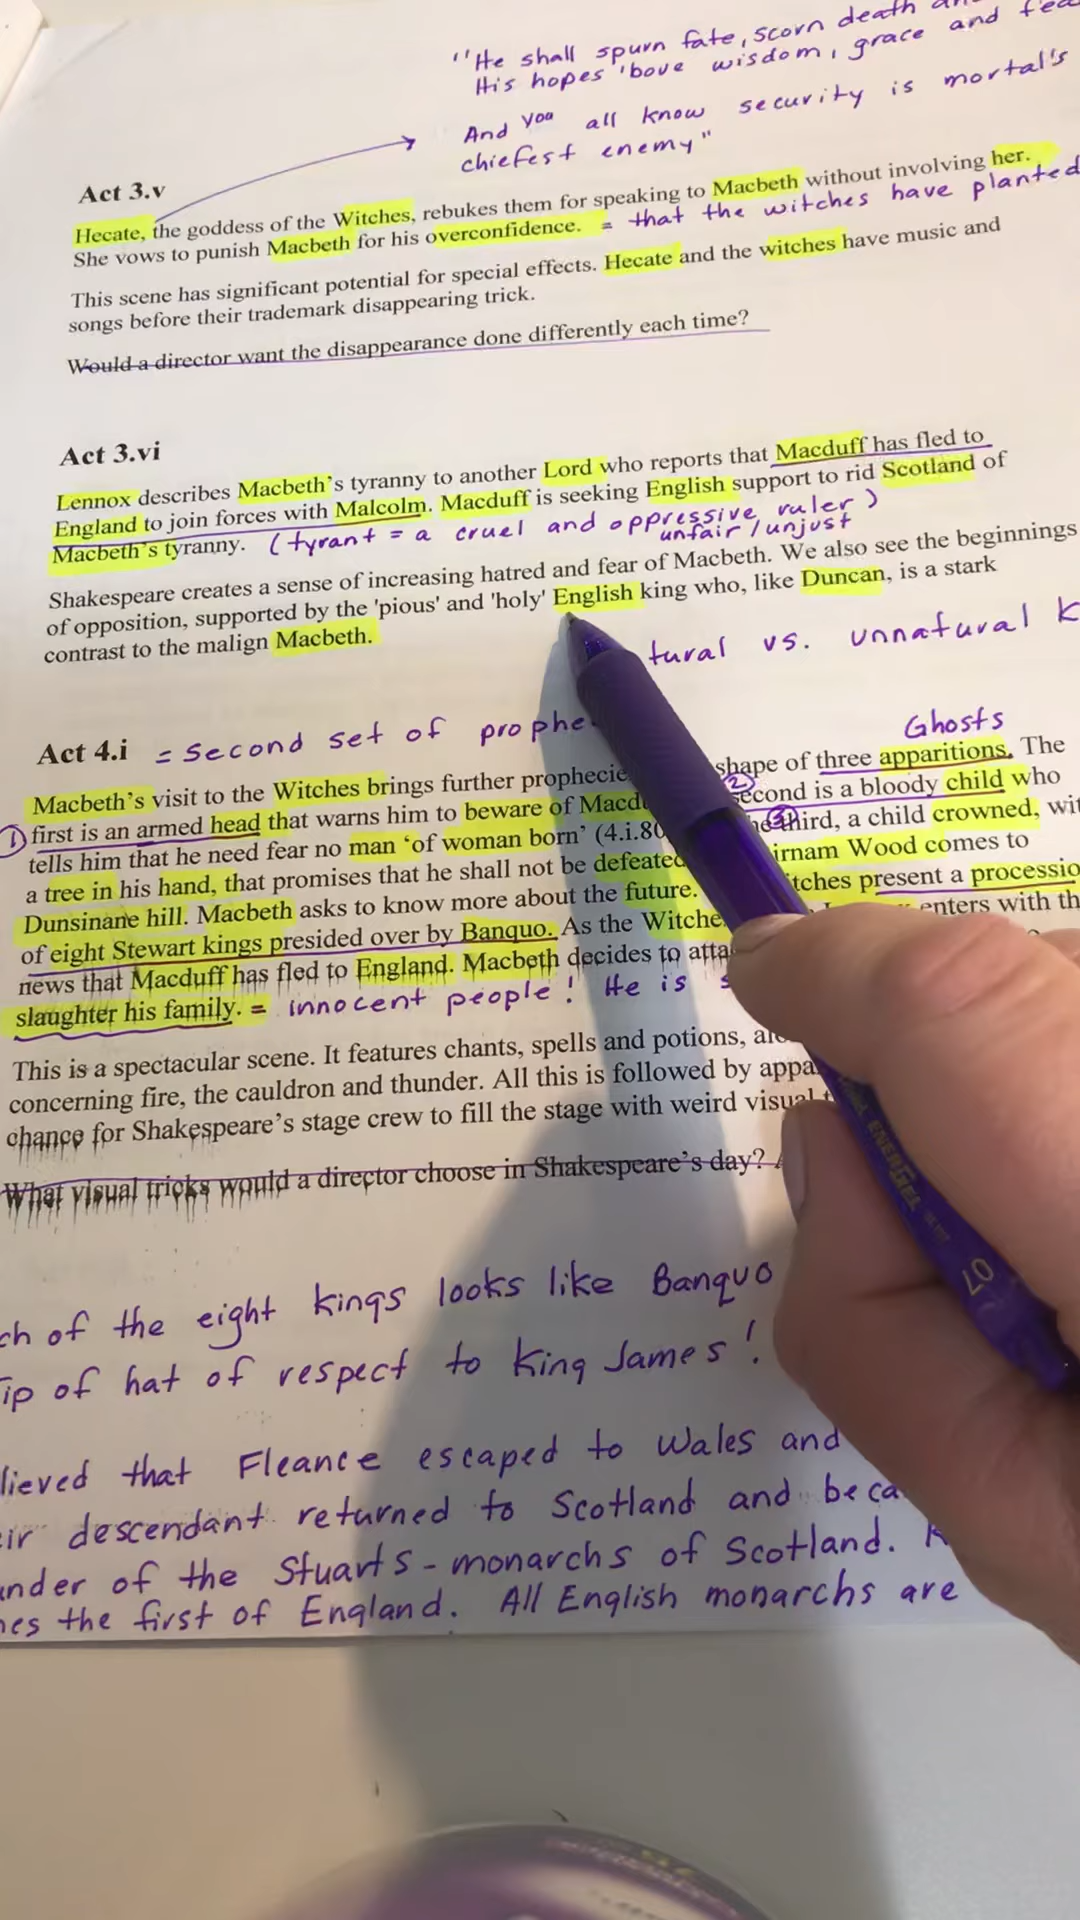 "He shall spurn fate, scorn death
His hopes 'bove wisdom, grace and
And you all know security is mortal's
chiefest enemy"
Act 3.v
Hecate, the goddess of the Witches, rebukes them for speaking to Macbeth without involving her.
She vows to punish Macbeth for his overconfidence. = that the witches have planted
This scene has significant potential for special effects. Hecate and the witches have music and
songs before their trademark disappearing trick.
Would a director want the disappearance done differently each time?
Act 3.vi
Lennox describes Macbeth's tyranny to another Lord who reports that Macduff has fled to
England to join forces with Malcolm. Macduff is seeking English support to rid Scotland of
Macbeth's tyranny. (tyrant = a cruel and oppressive ruler)
unfair / unjust
Shakespeare creates a sense of increasing hatred and fear of Macbeth. We also see the beginnings
of opposition, supported by the 'pious' and 'holy' English king who, like Duncan, is a stark
contrast to the malign Macbeth.
tural vs. unnatural K
Act 4.i = second set of prophe
Ghosts
Macbeth's visit to the Witches brings further prophecie shape of three apparitions. The
1 first is an armed head that warns him to beware of Macd 2 second is a bloody child who
tells him that he need fear no man 'of woman born' (4.i.80 3 third, a child crowned, wit
a tree in his hand, that promises that he shall not be defeated irnam Wood comes to
Dunsinane hill. Macbeth asks to know more about the future. tches present a processio
of eight Stewart kings presided over by Banquo. As the Witche enters with th
news that Macduff has fled to England. Macbeth decides to atta
slaughter his family. = innocent people! He is s
This is a spectacular scene. It features chants, spells and potions,
concerning fire, the cauldron and thunder. All this is followed by appa
chance for Shakespeare's stage crew to fill the stage with weird visual t
What visual tricks would a director choose in Shakespeare's day?
ch of the eight kings looks like Banquo
ip of hat of respect to King James!
lieved that Fleance escaped to Wales and
eir descendant returned to Scotland and beca
under of the Stuarts - monarchs of Scotland.
mes the first of England. All English monarchs are
ENERGEL
07